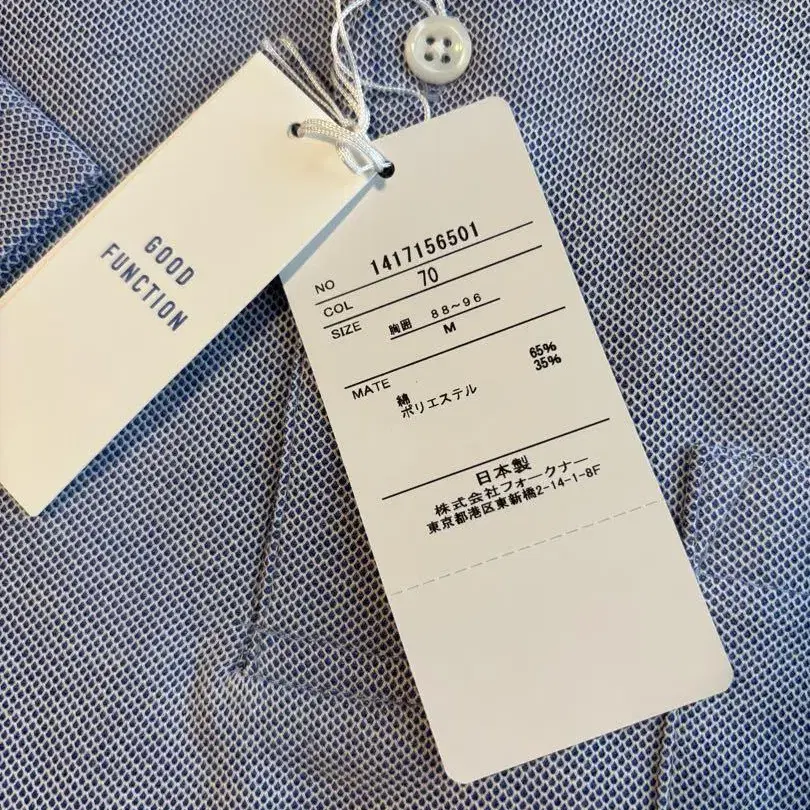 GOOD
FUNCTION
NO 1417156501
COL 70
SIZE 胸囲 88~96
M
MATE
綿 65%
ポリエステル 35%
日本製
株式会社フォークナー
東京都港区東新橋2-14-1-8F